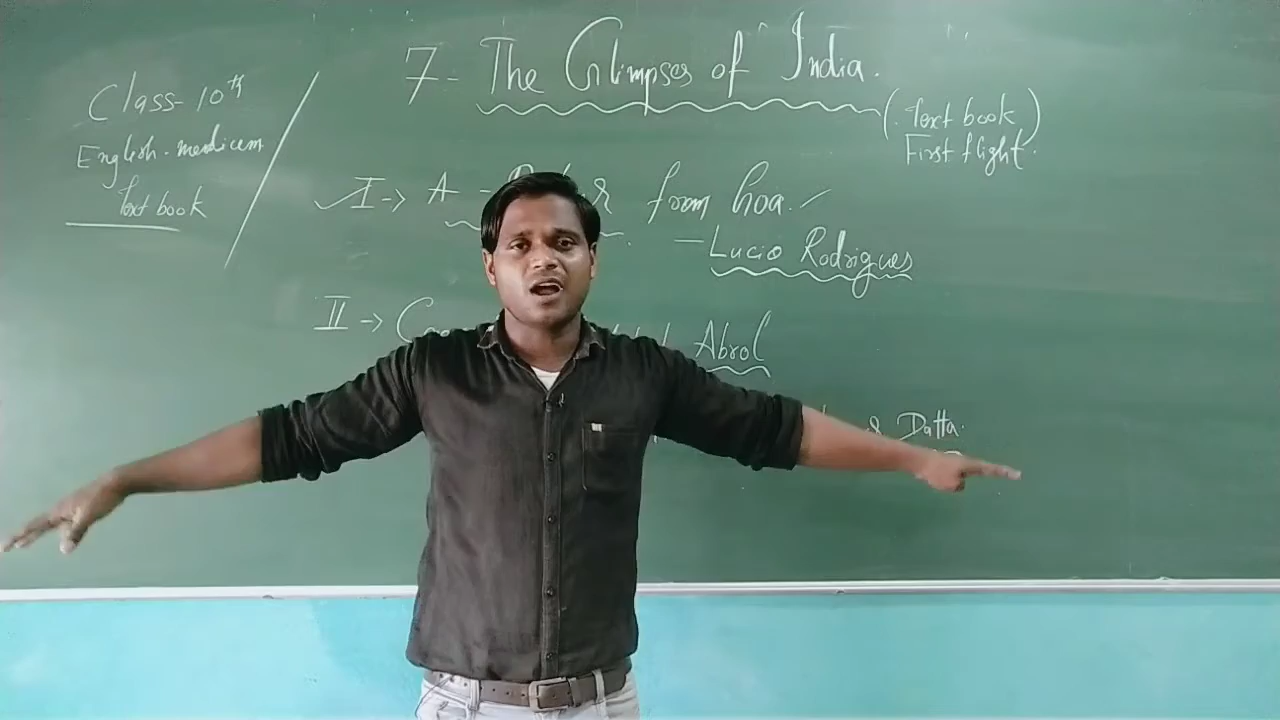 7- The Glimpses of India.
(Text book
First flight.)
Class-10th
English-medium
Text book
I-> A- from Goa.
- Lucio Rodrigues
II-> Abrol
Datta.